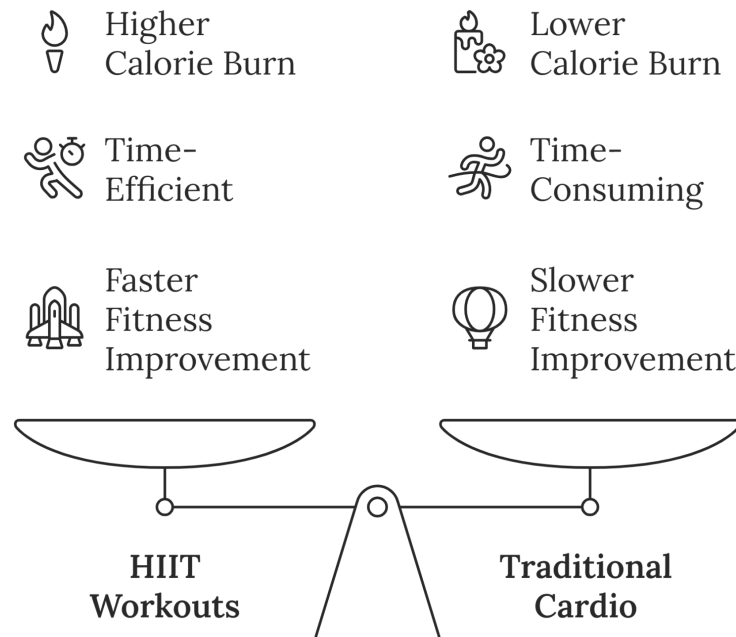 Higher
Calorie Burn
Time-
Efficient
Faster
Fitness
Improvement
Lower
Calorie Burn
Time-
Consuming
Slower
Fitness
Improvement
HIIT
Workouts
Traditional
Cardio